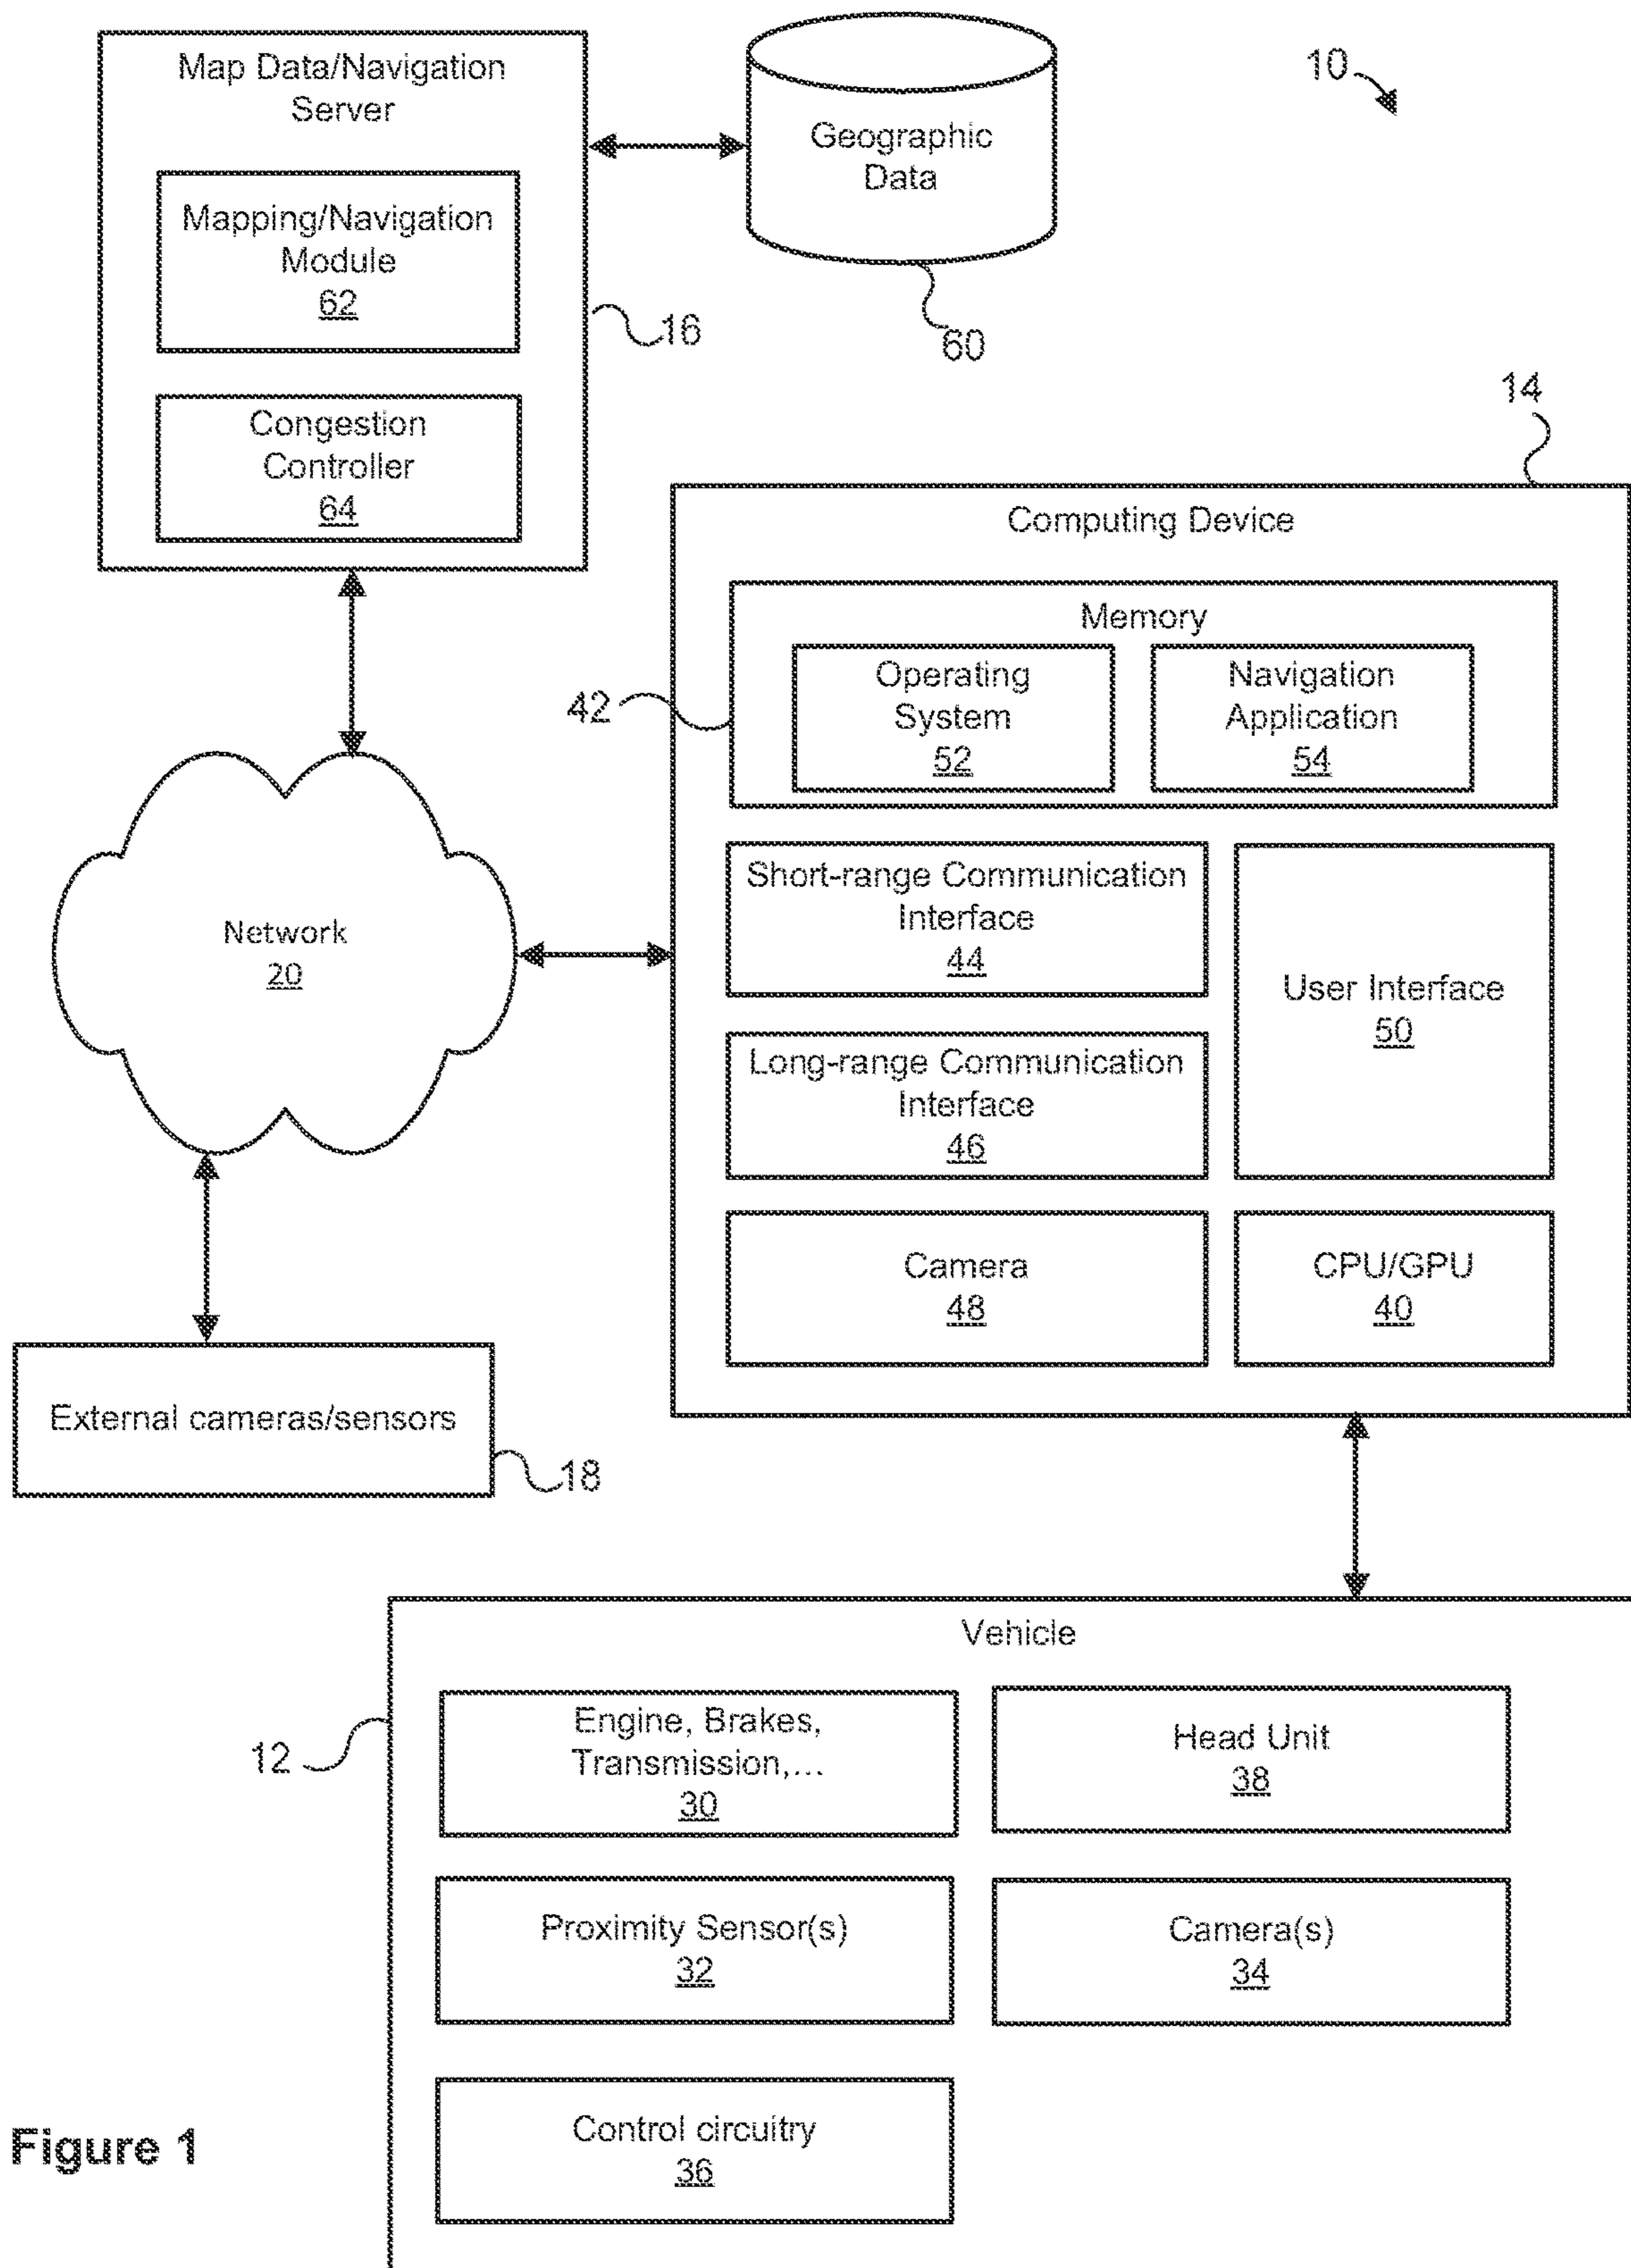 Map Data/Navigation
Server
Mapping/Navigation
Module
62
Congestion
Controller
64
16
Geographic
Data
60
10
14
Computing Device
Memory
Operating
System
52
Navigation
Application
54
42
Short-range Communication
Interface
44
Long-range Communication
Interface
46
User Interface
50
Camera
48
CPU/GPU
40
Network
20
External cameras/sensors
18
Vehicle
12
Engine, Brakes,
Transmission,...
30
Head Unit
38
Proximity Sensor(s)
32
Camera(s)
34
Control circuitry
36
Figure 1